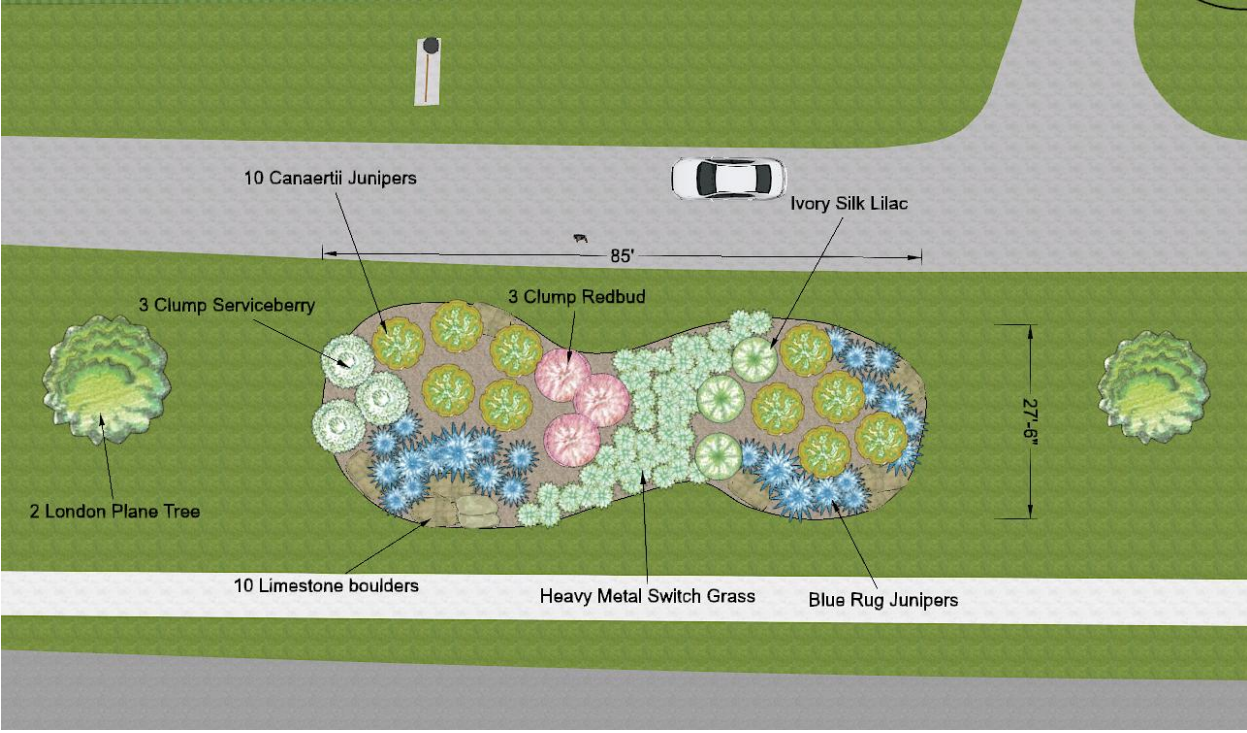 10 Canaertii Junipers
Ivory Silk Lilac
85'
3 Clump Serviceberry
3 Clump Redbud
27'-6"
2 London Plane Tree
10 Limestone boulders
Heavy Metal Switch Grass
Blue Rug Junipers